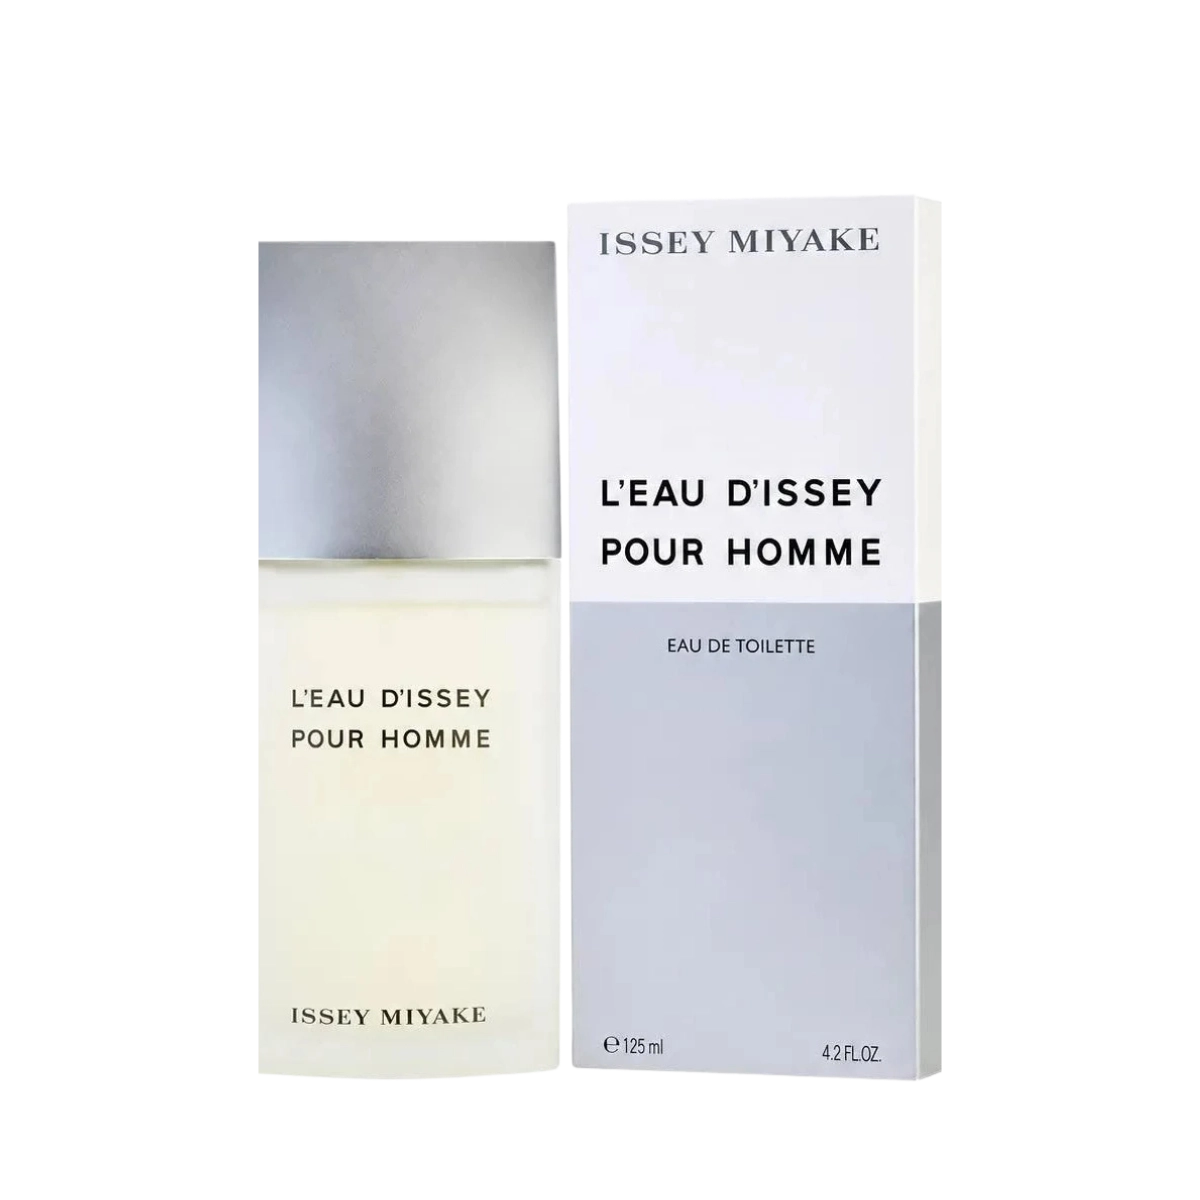 L'EAU D'ISSEY
POUR HOMME
ISSEY MIYAKE
ISSEY MIYAKE
L'EAU D'ISSEY
POUR HOMME
EAU DE TOILETTE
℮ 125 ml
4.2 FL.OZ.